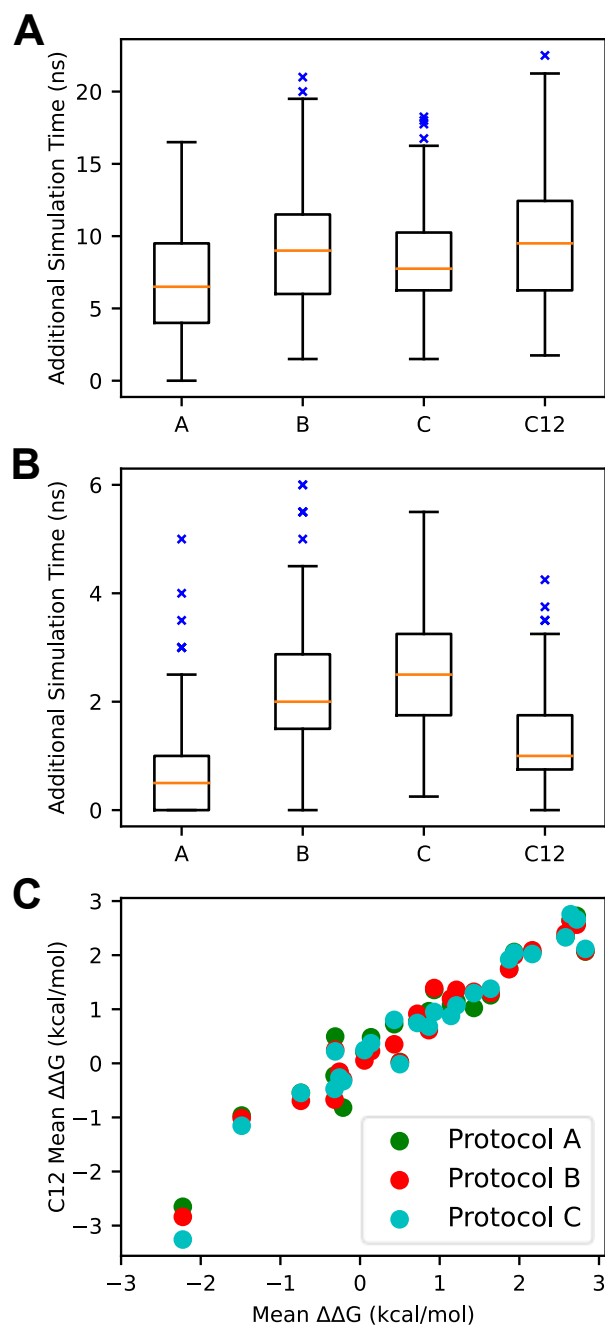 A
Additional Simulation Time (ns)
20
15
10
5
0
A B C C12
B
Additional Simulation Time (ns)
6
4
2
0
A B C C12
C
C12 Mean ΔΔG (kcal/mol)
3
2
1
0
−1
−2
−3
Protocol A
Protocol B
Protocol C
−3 −2 −1 0 1 2 3
Mean ΔΔG (kcal/mol)